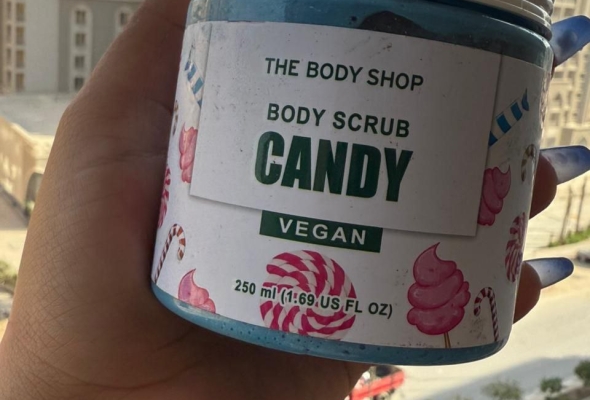 THE BODY SHOP
BODY SCRUB
CANDY
VEGAN
250 ml (1.69 US FL OZ)